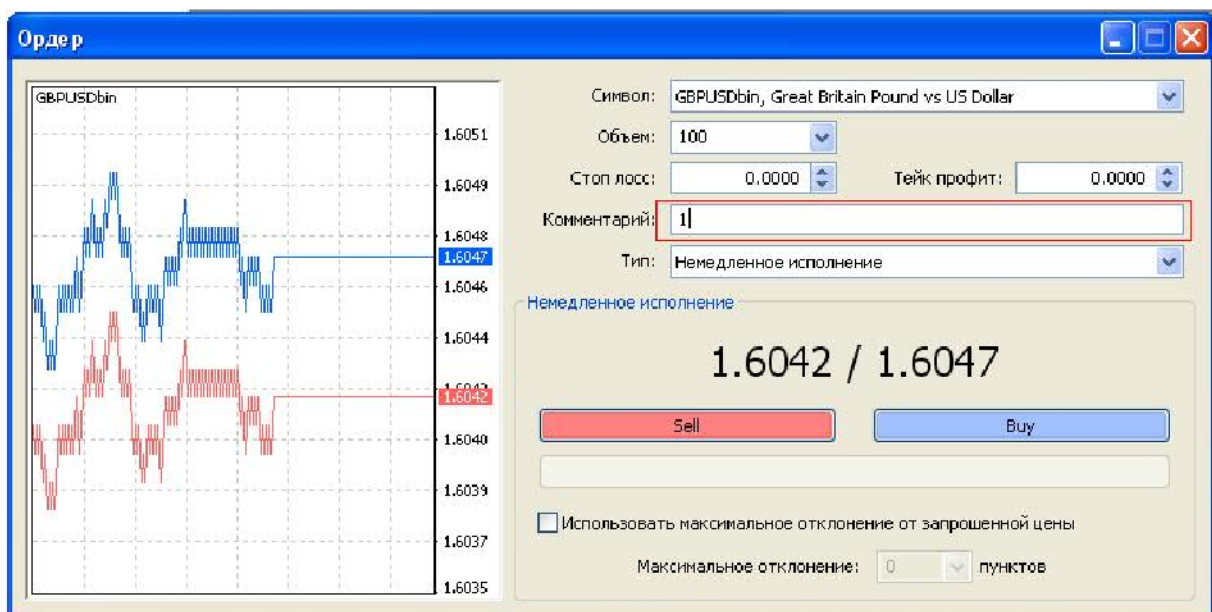 Ордер
GBPUSDbin
1.6051
1.6049
1.6048
1.6047
1.6046
1.6044
1.6042
1.6040
1.6039
1.6037
1.6035
Символ: GBPUSDbin, Great Britain Pound vs US Dollar
Объем: 100
Стоп лосс: 0.0000 Тейк профит: 0.0000
Комментарий: 1
Тип: Немедленное исполнение
Немедленное исполнение
1.6042 / 1.6047
Sell Buy
Использовать максимальное отклонение от запрошенной цены
Максимальное отклонение: 0 пунктов